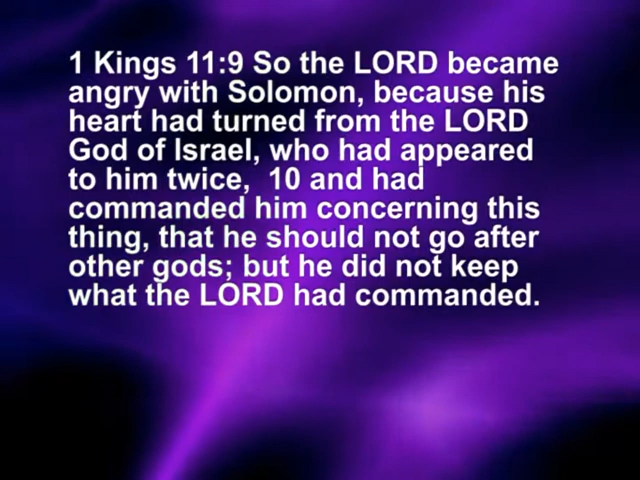 1 Kings 11:9 So the LORD became
angry with Solomon, because his
heart had turned from the LORD
God of Israel, who had appeared
to him twice,  10 and had
commanded him concerning this
thing, that he should not go after
other gods; but he did not keep
what the LORD had commanded.